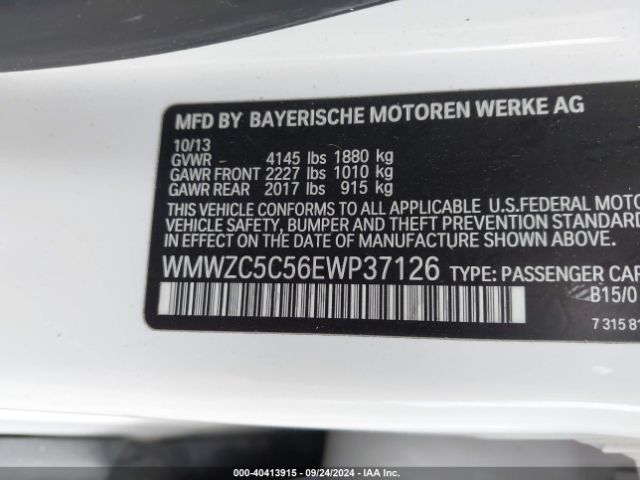 MFD BY BAYERISCHE MOTOREN WERKE AG
10/13
GVWR 4145 lbs 1880 kg
GAWR FRONT 2227 lbs 1010 kg
GAWR REAR 2017 lbs 915 kg
THIS VEHICLE CONFORMS TO ALL APPLICABLE U.S.FEDERAL MOTO
VEHICLE SAFETY, BUMPER AND THEFT PREVENTION STANDARD
IN EFFECT ON THE DATE OF MANUFACTURE SHOWN ABOVE.
WMWZC5C56EWP37126 TYPE: PASSENGER CAR
B15/0
7 315 81
000-40413915 - 09/24/2024 - IAA Inc.